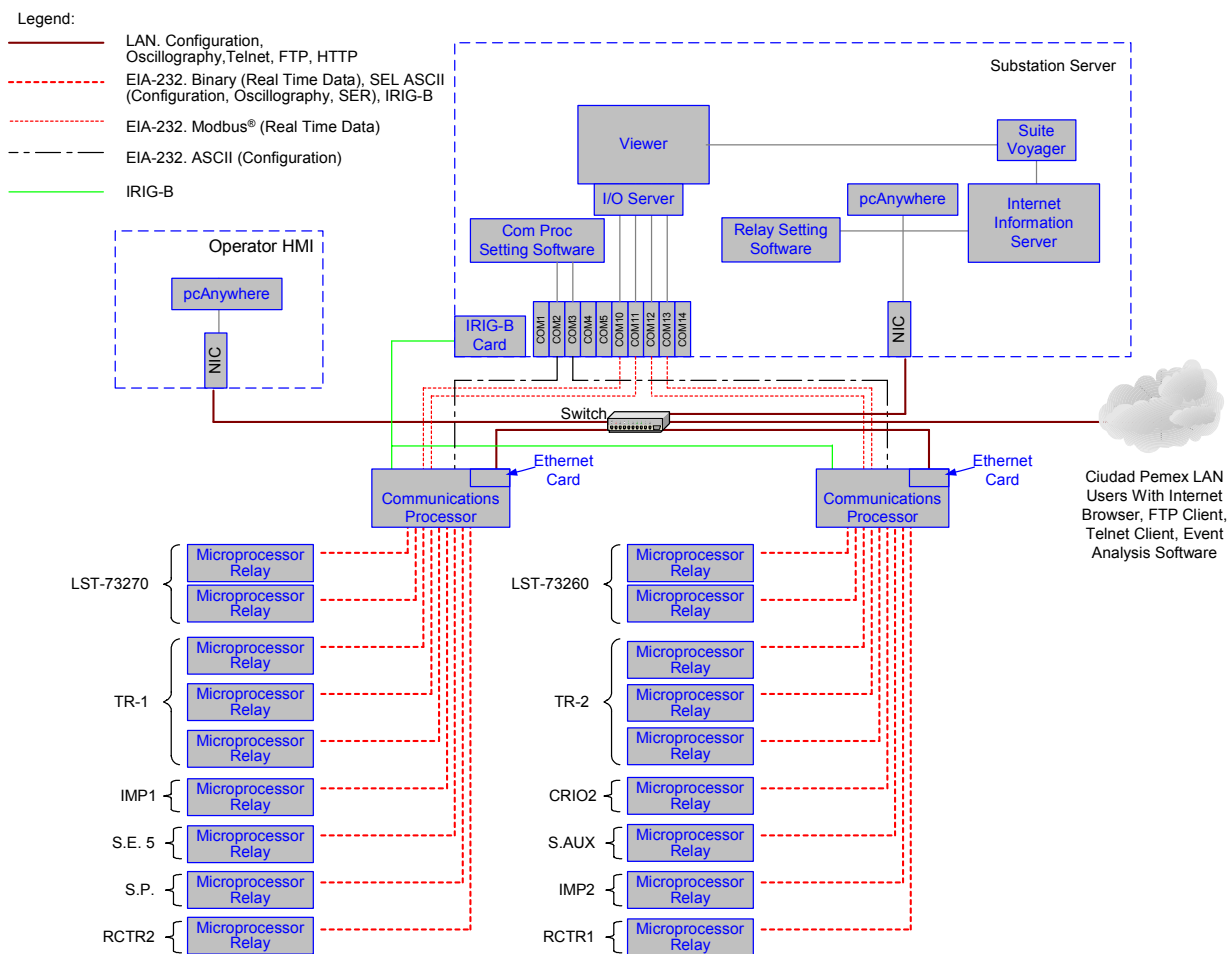 Legend:
LAN. Configuration,
Oscillography,Telnet, FTP, HTTP
EIA-232. Binary (Real Time Data), SEL ASCII
(Configuration, Oscillography, SER), IRIG-B
EIA-232. Modbus® (Real Time Data)
EIA-232. ASCII (Configuration)
IRIG-B
Substation Server
Viewer
Suite
Voyager
I/O Server
pcAnywhere
Internet
Information
Server
Com Proc
Setting Software
Relay Setting
Software
Operator HMI
pcAnywhere
NIC
IRIG-B
Card
COM1
COM2
COM3
COM4
COM5
COM10
COM11
COM12
COM13
COM14
NIC
Switch
Ethernet
Card
Communications
Processor
Ethernet
Card
Communications
Processor
Ciudad Pemex LAN
Users With Internet
Browser, FTP Client,
Telnet Client, Event
Analysis Software
LST-73270
Microprocessor
Relay
Microprocessor
Relay
TR-1
Microprocessor
Relay
Microprocessor
Relay
Microprocessor
Relay
IMP1
Microprocessor
Relay
S.E. 5
Microprocessor
Relay
S.P.
Microprocessor
Relay
RCTR2
Microprocessor
Relay
LST-73260
Microprocessor
Relay
Microprocessor
Relay
TR-2
Microprocessor
Relay
Microprocessor
Relay
Microprocessor
Relay
CRIO2
Microprocessor
Relay
S.AUX
Microprocessor
Relay
IMP2
Microprocessor
Relay
RCTR1
Microprocessor
Relay